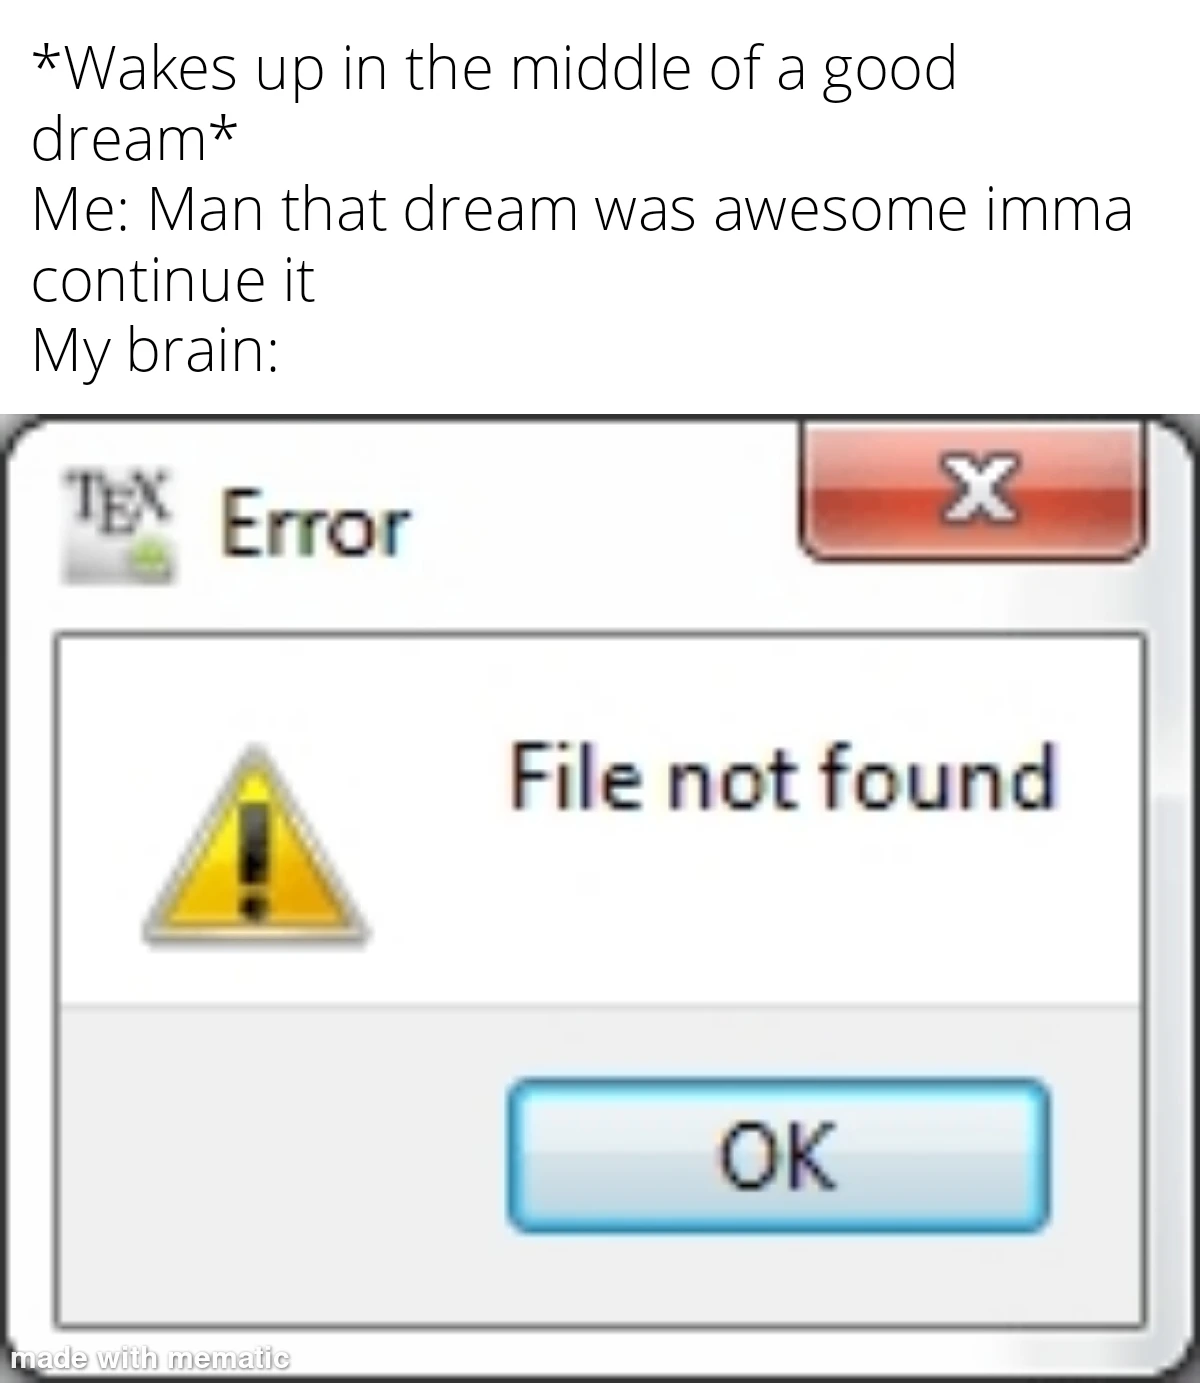 *Wakes up in the middle of a good
dream*
Me: Man that dream was awesome imma
continue it
My brain:
TEX Error
X
File not found
OK
made with mematic